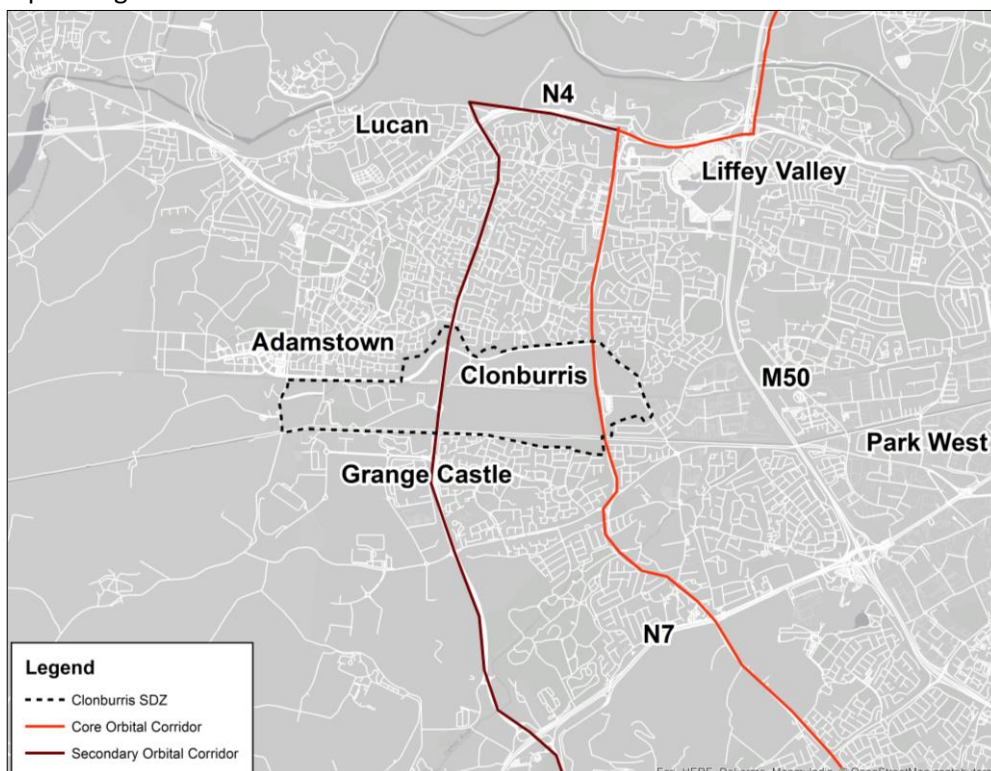 N4
Lucan
Liffey Valley
Adamstown
Clonburris
M50
Park West
Grange Castle
N7
Legend
Clonburris SDZ
Core Orbital Corridor
Secondary Orbital Corridor